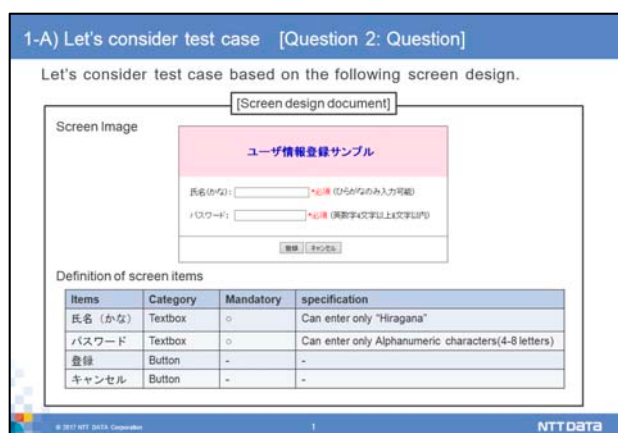 1-A) Let's consider test case [Question 2: Question]
Let's consider test case based on the following screen design.
[Screen design document]
Screen Image
ユーザ情報登録サンプル
氏名(かな): *必須 (ひらがなのみ入力可能)
パスワード: *必須 (英数字4文字以上8文字以内)
登録 キャンセル
Definition of screen items
Items Category Mandatory specification
氏名（かな） Textbox ○ Can enter only "Hiragana"
パスワード Textbox ○ Can enter only Alphanumeric characters(4-8 letters)
登録 Button - -
キャンセル Button - -
© 2017 NTT DATA Corporation 1 NTT DATA